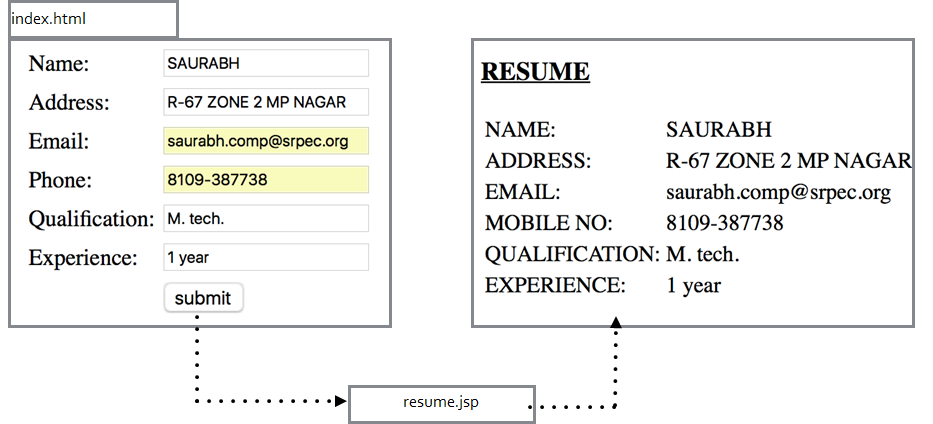 index.html
Name: SAURABH
Address: R-67 ZONE 2 MP NAGAR
Email: saurabh.comp@srpec.org
Phone: 8109-387738
Qualification: M. tech.
Experience: 1 year
submit
RESUME
NAME: SAURABH
ADDRESS: R-67 ZONE 2 MP NAGAR
EMAIL: saurabh.comp@srpec.org
MOBILE NO: 8109-387738
QUALIFICATION: M. tech.
EXPERIENCE: 1 year
resume.jsp